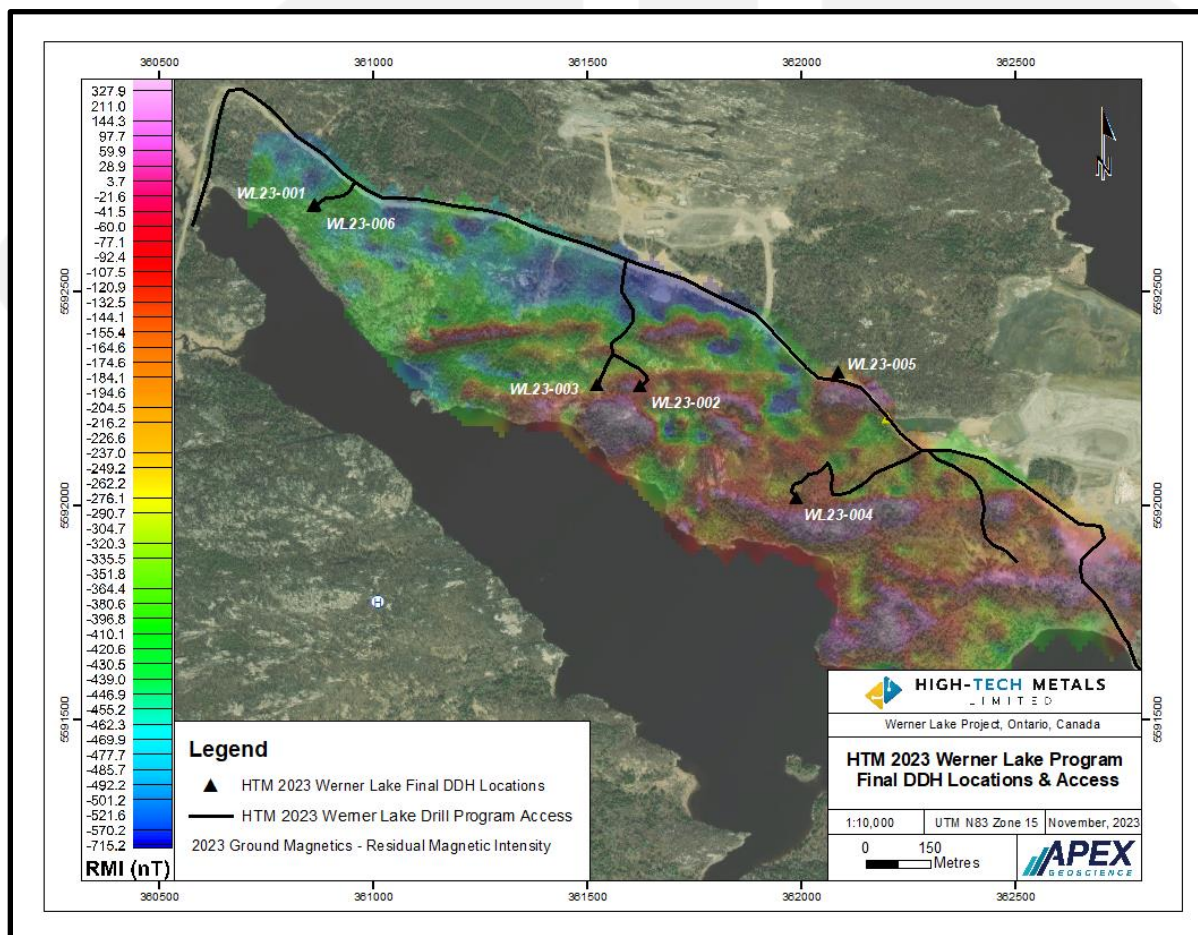 360500 361000 361500 362000 362500
327.9
211.0
144.3
97.7
59.9
28.9
3.7
-21.6
-41.5
-60.0
-77.1
-92.4
-107.5
-120.9
-132.5
-144.1
-155.4
-164.6
-174.6
-184.1
-194.6
-204.5
-216.2
-226.6
-237.0
-249.2
-262.2
-276.1
-290.7
-304.7
-320.3
-335.5
-351.8
-364.4
-380.6
-396.8
-410.1
-420.6
-430.5
-439.0
-446.9
-455.2
-462.3
-469.9
-477.7
-485.7
-492.2
-501.2
-521.6
-570.2
-715.2
RMI (nT)
N
WL23-001
WL23-006
WL23-005
WL23-003
WL23-002
WL23-004
H
5692500
5692000
5691500
5692500
5692000
5691500
Legend
HTM 2023 Werner Lake Final DDH Locations
HTM 2023 Werner Lake Drill Program Access
2023 Ground Magnetics - Residual Magnetic Intensity
HIGH-TECH METALS
LIMITED
Werner Lake Project, Ontario, Canada
HTM 2023 Werner Lake Program
Final DDH Locations & Access
1:10,000 UTM N83 Zone 15 November, 2023
0 150
Metres
APEX
GEOSCIENCE
360500 361000 361500 362000 362500